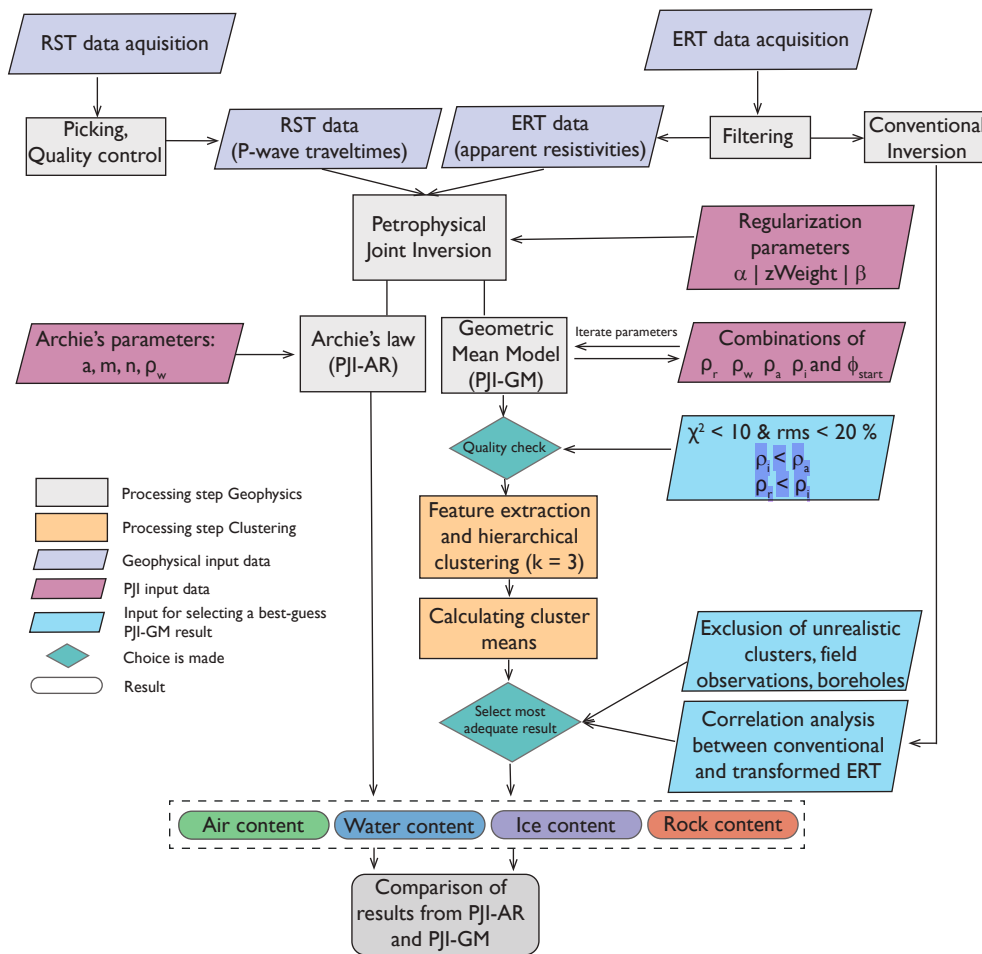 RST data aquisition
ERT data acquisition
Picking,
Quality control
RST data
(P-wave traveltimes)
ERT data
(apparent resistivities)
Filtering
Conventional
Inversion
Petrophysical
Joint Inversion
Regularization
parameters
α | zWeight | β
Archie's parameters:
a, m, n, ρw
Archie's law
(PJI-AR)
Geometric
Mean Model
(PJI-GM)
Iterate parameters
Combinations of
ρr ρw ρa ρi and ϕstart
Quality check
χ² < 10 & rms < 20 %
ρi < ρa
ρr < ρi
Processing step Geophysics
Processing step Clustering
Geophysical input data
PJI input data
Input for selecting a best-guess
PJI-GM result
Choice is made
Result
Feature extraction
and hierarchical
clustering (k = 3)
Calculating cluster
means
Select most
adequate result
Exclusion of unrealistic
clusters, field
observations, boreholes
Correlation analysis
between conventional
and transformed ERT
Air content
Water content
Ice content
Rock content
Comparison of
results from PJI-AR
and PJI-GM